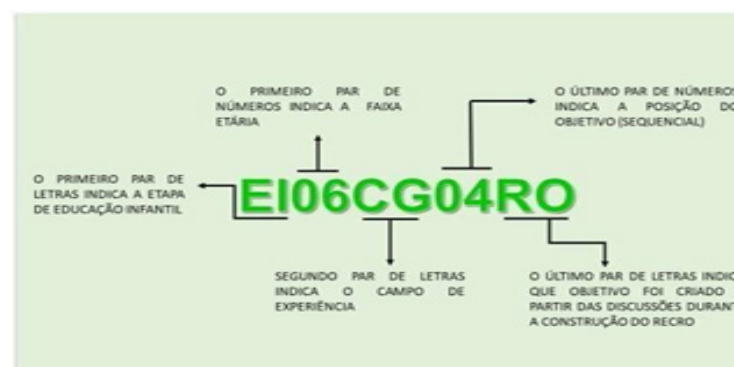 O PRIMEIRO PAR DE
NÚMEROS INDICA A FAIXA
ETÁRIA
O ÚLTIMO PAR DE NÚMEROS
INDICA A POSIÇÃO DO
OBJETIVO (SEQUENCIAL)
O PRIMEIRO PAR DE
LETRAS INDICA A ETAPA
DE EDUCAÇÃO INFANTIL
EI06CG04RO
SEGUNDO PAR DE LETRAS
INDICA O CAMPO DE
EXPERIÊNCIA
O ÚLTIMO PAR DE LETRAS
QUE OBJETIVO FOI CRIADO
PARTIR DAS DISCUSSÕES
A CONSTRUÇÃO DO RECRO